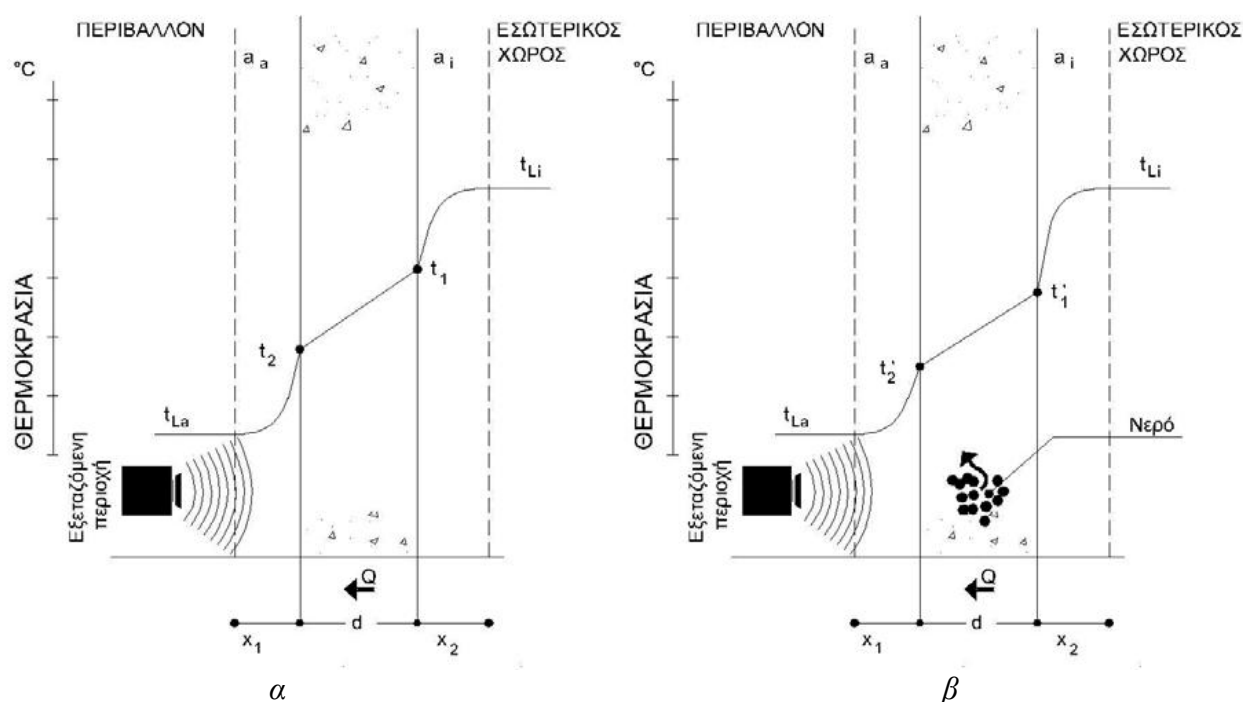 ΠΕΡΙΒΑΛΛΟΝ
ΕΣΩΤΕΡΙΚΟΣ
ΧΩΡΟΣ
°C
a a
a i
t Li
ΘΕΡΜΟΚΡΑΣΙΑ
t 1
t 2
t La
Εξεταζόμενη
περιοχή
Q
x 1
d
x 2
α
ΠΕΡΙΒΑΛΛΟΝ
ΕΣΩΤΕΡΙΚΟΣ
ΧΩΡΟΣ
°C
a a
a i
t Li
ΘΕΡΜΟΚΡΑΣΙΑ
t 1'
t 2'
t La
Νερό
Εξεταζόμενη
περιοχή
Q
x 1
d
x 2
β